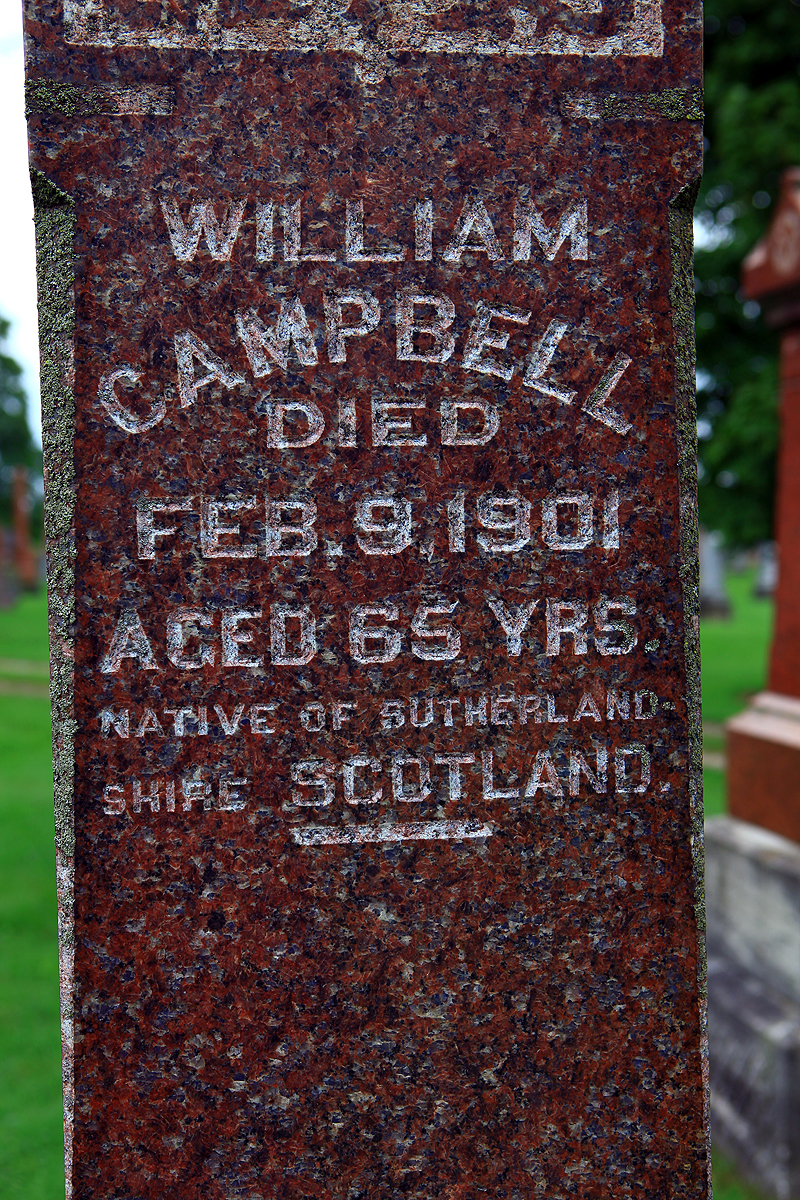 WILLIAM
CAMPBELL
DIED
FEB. 9, 1901
AGED 65 YRS.
NATIVE OF SUTHERLAND-
SHIRE SCOTLAND.